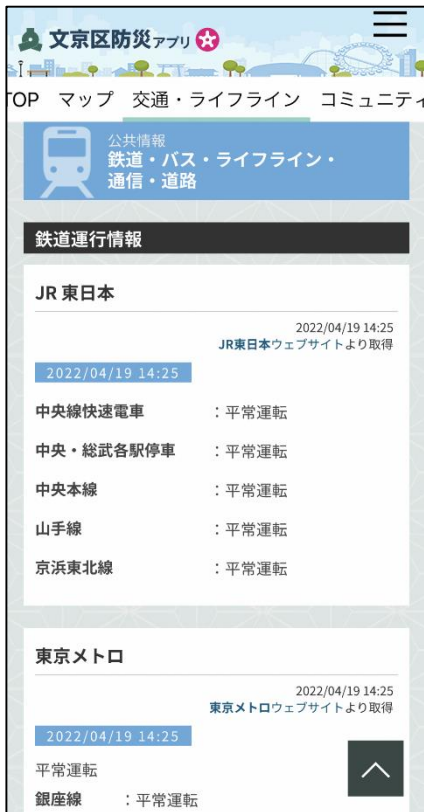 文京区防災アプリ
TOP マップ 交通・ライフライン コミュニティ
公共情報
鉄道・バス・ライフライン・
通信・道路
鉄道運行情報
JR 東日本
2022/04/19 14:25
JR東日本ウェブサイトより取得
2022/04/19 14:25
中央線快速電車 ：平常運転
中央・総武各駅停車 ：平常運転
中央本線 ：平常運転
山手線 ：平常運転
京浜東北線 ：平常運転
東京メトロ
2022/04/19 14:25
東京メトロウェブサイトより取得
2022/04/19 14:25
平常運転
銀座線 ：平常運転